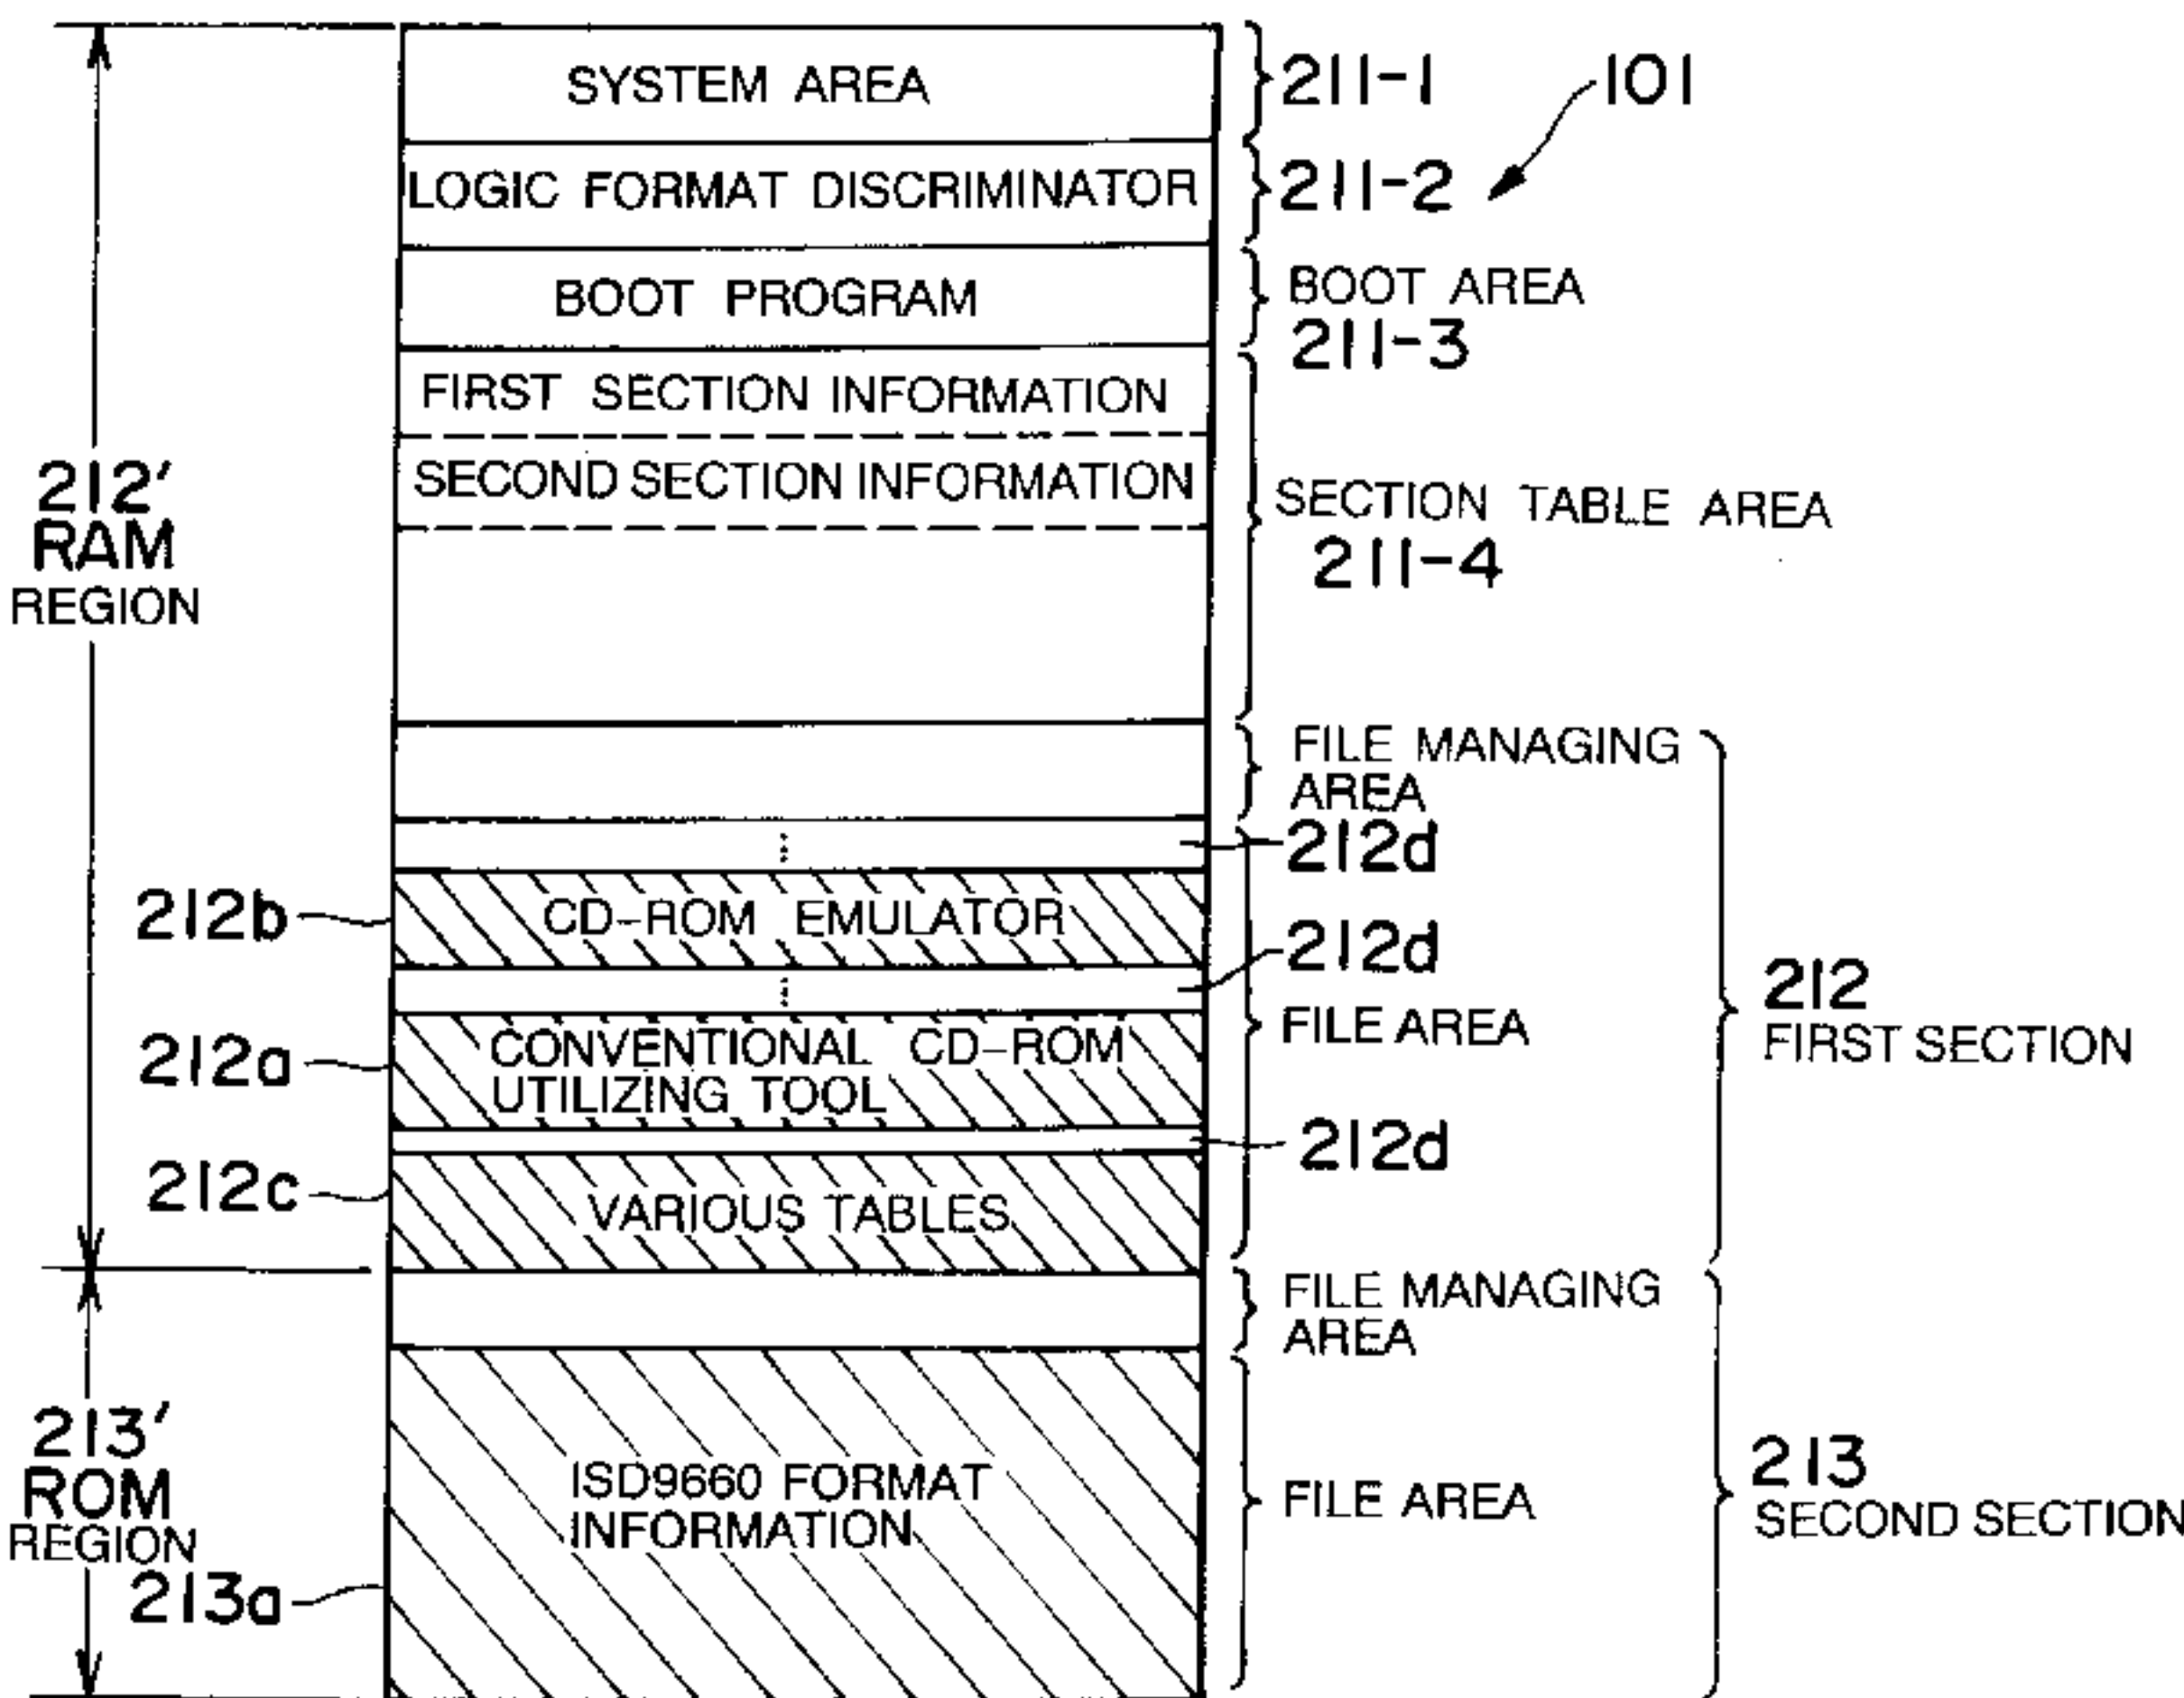 SYSTEM AREA
211-1
101
LOGIC FORMAT DISCRIMINATOR
211-2
BOOT PROGRAM
BOOT AREA
211-3
FIRST SECTION INFORMATION
SECOND SECTION INFORMATION
SECTION TABLE AREA
211-4
212'
RAM
REGION
FILE MANAGING
AREA
212d
212b
CD-ROM EMULATOR
212d
212
FIRST SECTION
FILE AREA
212a
CONVENTIONAL CD-ROM
UTILIZING TOOL
212d
212c
VARIOUS TABLES
FILE MANAGING
AREA
213'
ROM
REGION
213a
ISD9660 FORMAT
INFORMATION
FILE AREA
213
SECOND SECTION